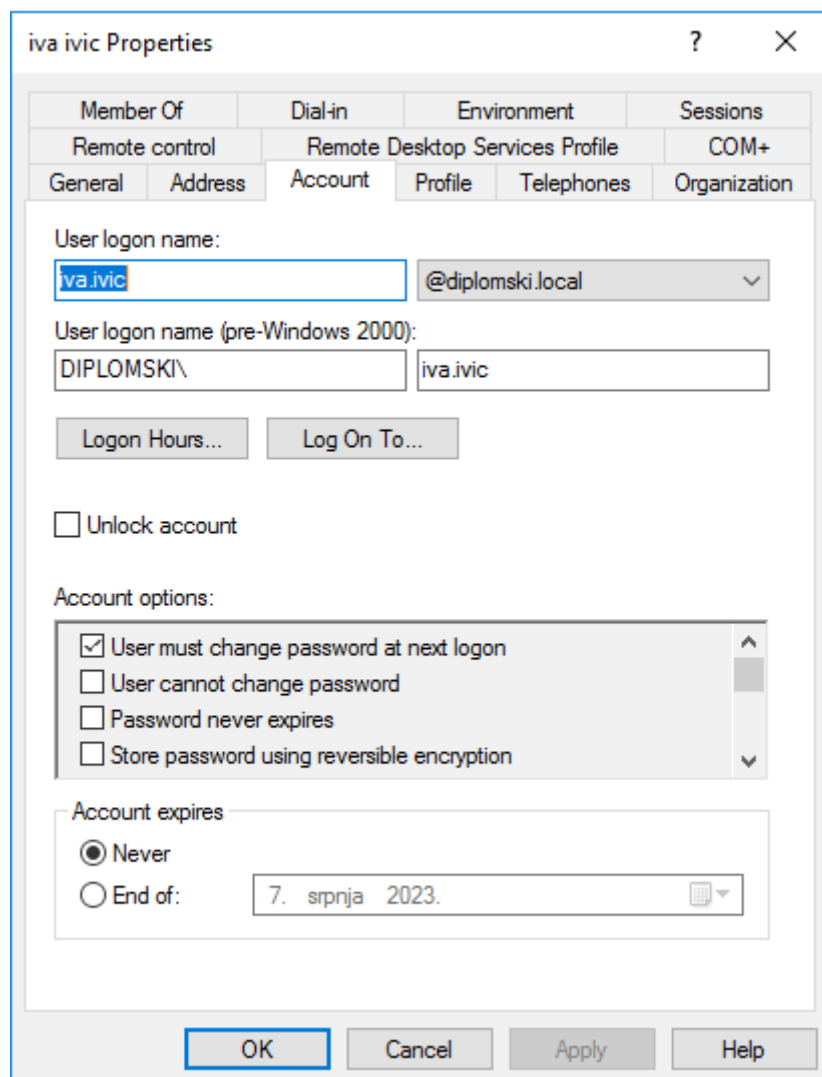 iva ivic Properties ? ×
Member Of Dial-in Environment Sessions
Remote control Remote Desktop Services Profile COM+
General Address Account Profile Telephones Organization
User logon name:
iva.ivic @diplomski.local
User logon name (pre-Windows 2000):
DIPLOMSKI\ iva.ivic
Logon Hours... Log On To...
Unlock account
Account options:
User must change password at next logon
User cannot change password
Password never expires
Store password using reversible encryption
Account expires
Never
End of: 7. srpnja 2023.
OK Cancel Apply Help